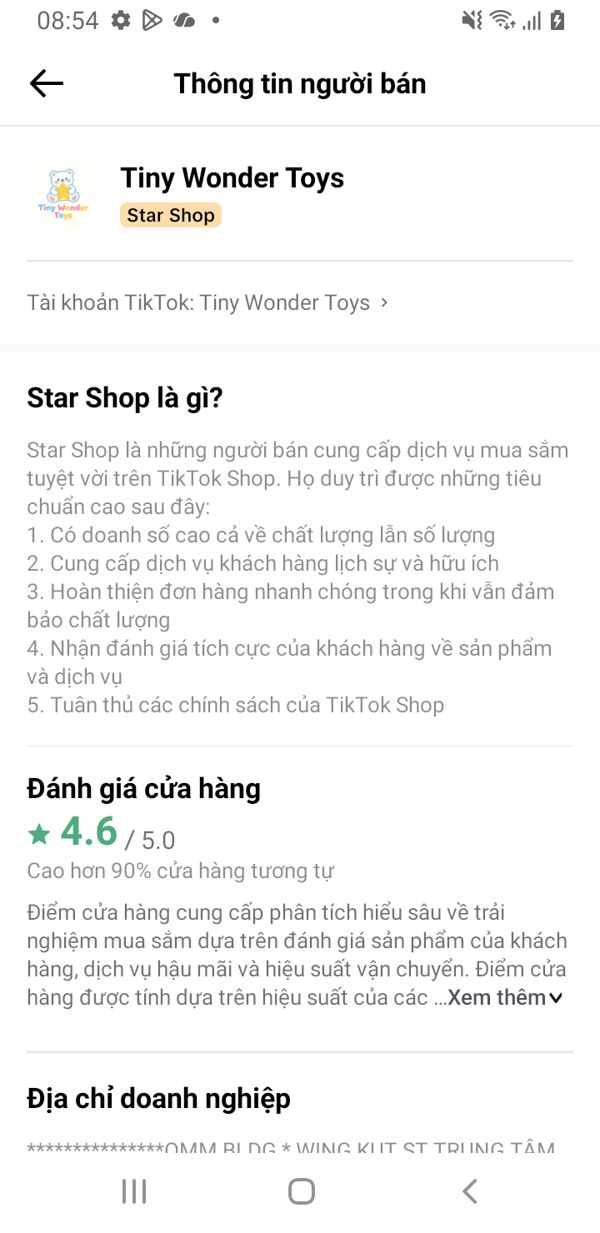 08:54
Thông tin người bán
Tiny Wonder Toys
Tiny Wonder
Toys
Star Shop
Tài khoản TikTok: Tiny Wonder Toys
Star Shop là gì?
Star Shop là những người bán cung cấp dịch vụ mua sắm
tuyệt vời trên TikTok Shop. Họ duy trì được những tiêu
chuẩn cao sau đây:
1. Có doanh số cao cả về chất lượng lẫn số lượng
2. Cung cấp dịch vụ khách hàng lịch sự và hữu ích
3. Hoàn thiện đơn hàng nhanh chóng trong khi vẫn đảm
bảo chất lượng
4. Nhận đánh giá tích cực của khách hàng về sản phẩm
và dịch vụ
5. Tuân thủ các chính sách của TikTok Shop
Đánh giá cửa hàng
4.6 / 5.0
Cao hơn 90% cửa hàng tương tự
Điểm cửa hàng cung cấp phân tích hiểu sâu về trải
nghiệm mua sắm dựa trên đánh giá sản phẩm của khách
hàng, dịch vụ hậu mãi và hiệu suất vận chuyển. Điểm cửa
hàng được tính dựa trên hiệu suất của các ...Xem thêm
Địa chỉ doanh nghiệp
***************OMM BLDG * WING KUT ST TRUNG TÂM